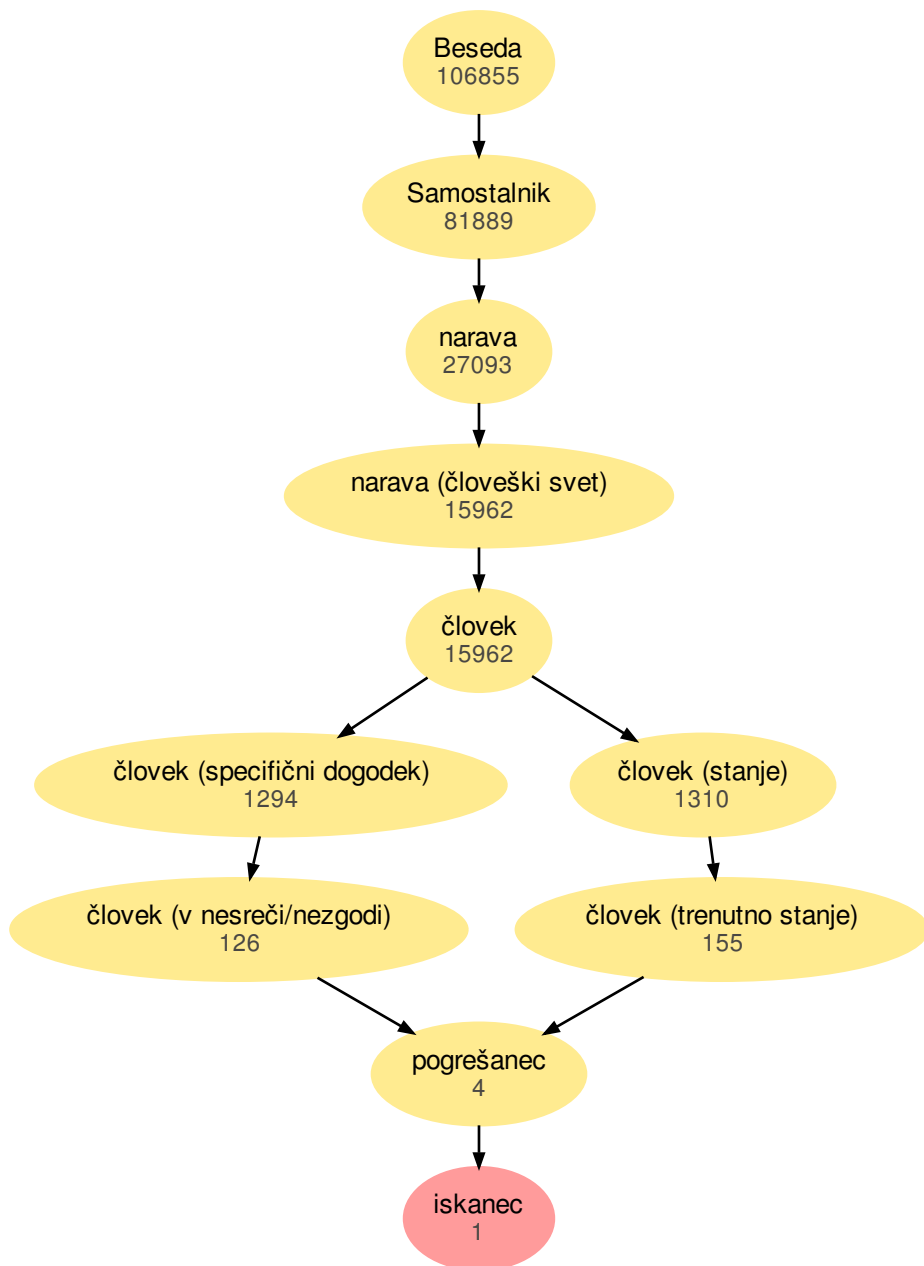 Beseda
106855
Samostalnik
81889
narava
27093
narava (človeški svet)
15962
človek
15962
človek (specifični dogodek)
1294
človek (stanje)
1310
človek (v nesreči/nezgodi)
126
človek (trenutno stanje)
155
pogrešanec
4
iskanec
1